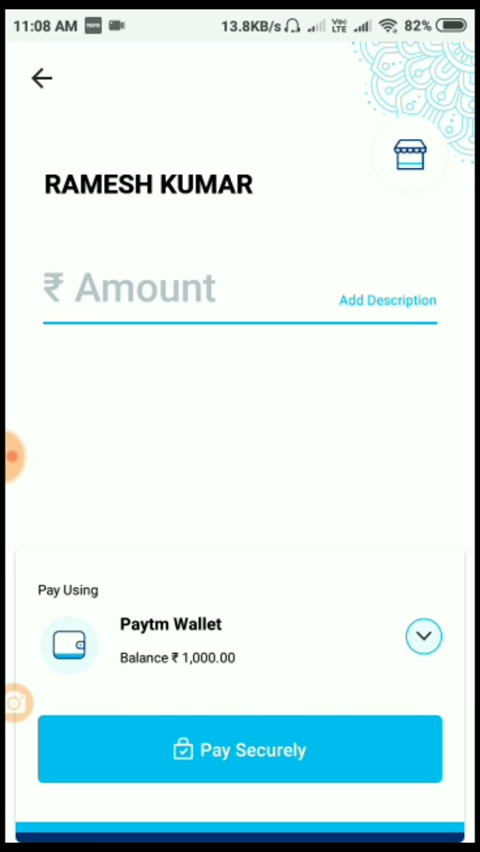 11:08 AM 13.8KB/s VoLTE 82%
RAMESH KUMAR
₹ Amount
Add Description
Pay Using
Paytm Wallet
Balance ₹ 1,000.00
Pay Securely